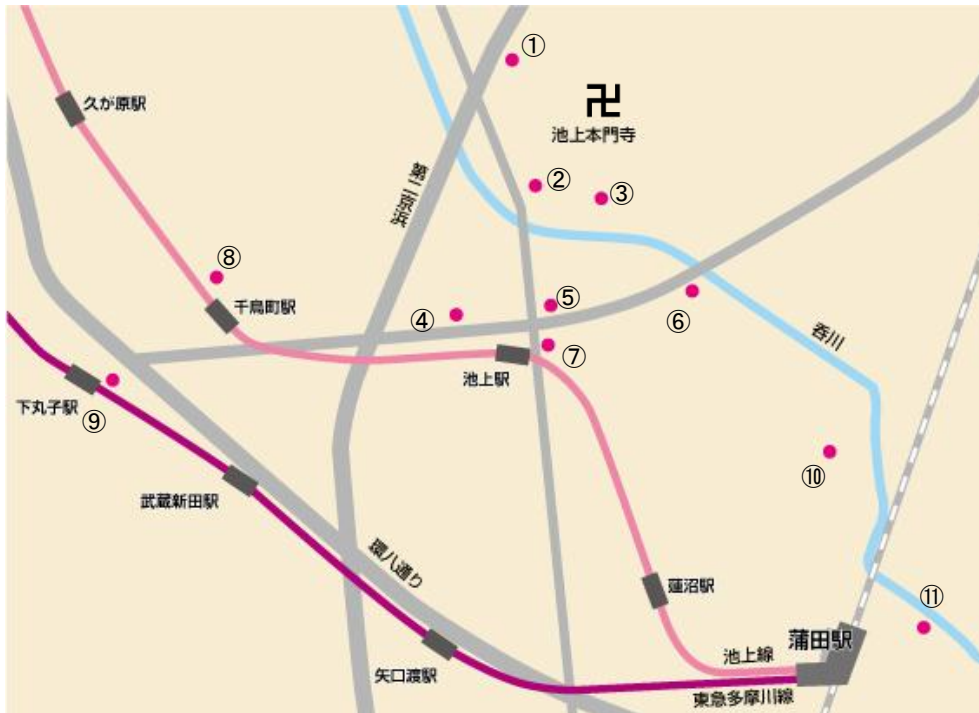 ①
卍
久が原駅
池上本門寺
第二京浜
②
③
⑧
千鳥町駅
④
⑤
⑥
呑川
⑦
池上駅
下丸子駅
⑨
武蔵新田駅
⑩
環八通り
蓮沼駅
⑪
蒲田駅
矢口渡駅
池上線
東急多摩川線